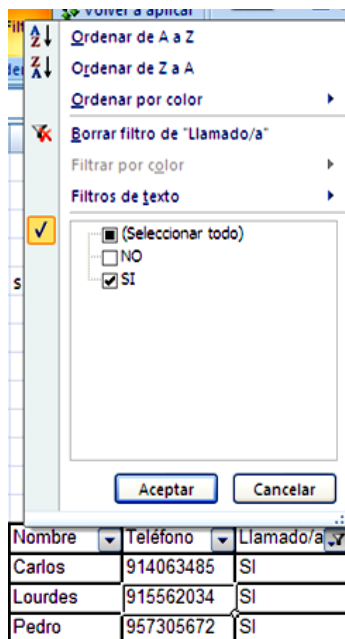 Volver a aplicar
Ordenar de A a Z
Ordenar de Z a A
Ordenar por color
Borrar filtro de "Llamado/a"
Filtrar por color
Filtros de texto
(Seleccionar todo)
NO
SI
Aceptar
Cancelar
Nombre Teléfono Llamado/a
Carlos 914063485 SI
Lourdes 915562034 SI
Pedro 957305672 SI